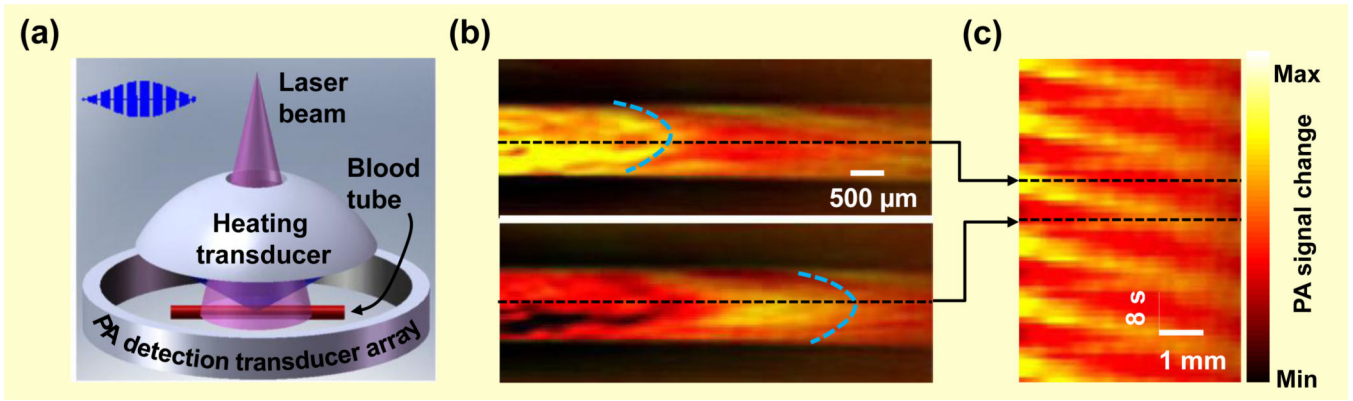 (a)
Laser
beam
Blood
tube
Heating
transducer
PA detection transducer array
(b)
500 µm
(c)
8 s
1 mm
Max
PA signal change
Min